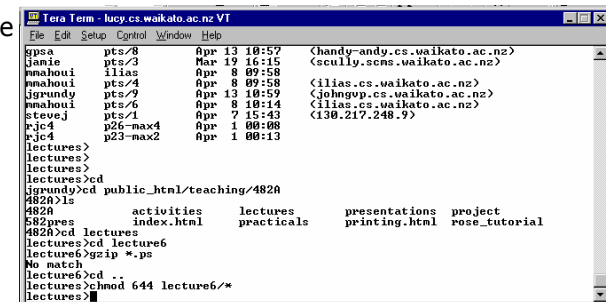 e
Tera Term - lucy.cs.waikato.ac.nz VT
File Edit Setup Control Window Help
gpsa pts/8 Apr 13 10:57 (handy-andy.cs.waikato.ac.nz)
jamie pts/3 Mar 19 16:15 (scully.scms.waikato.ac.nz)
mmahoui ilias Apr 8 09:58
mmahoui pts/4 Apr 8 09:58 (ilias.cs.waikato.ac.nz)
jgrundy pts/9 Apr 13 10:59 (johngvp.cs.waikato.ac.nz)
mmahoui pts/6 Apr 8 10:14 (ilias.cs.waikato.ac.nz)
stevej pts/1 Apr 7 15:43 (130.217.248.9)
rjc4 p26-max4 Apr 1 00:08
rjc4 p23-max2 Apr 1 00:13
lectures>
lectures>
lectures>
lectures>cd
jgrundy>cd public_html/teaching/482A
482A>ls
482A activities lectures presentations project
582pres index.html practicals printing.html rose_tutorial
482A>cd lectures
lectures>cd lecture6
lecture6>gzip *.ps
No match
lecture6>cd ..
lectures>chmod 644 lecture6/*
lectures>